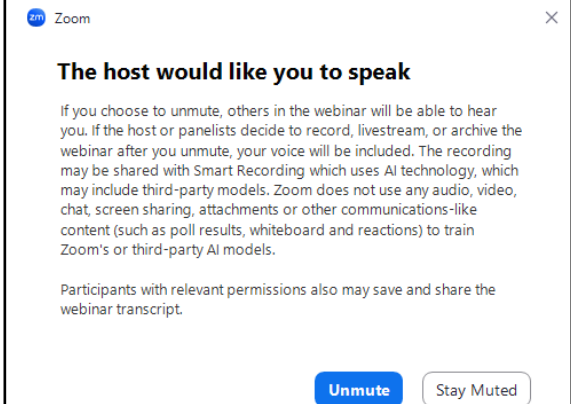 zm Zoom
The host would like you to speak
If you choose to unmute, others in the webinar will be able to hear
you. If the host or panelists decide to record, livestream, or archive the
webinar after you unmute, your voice will be included. The recording
may be shared with Smart Recording which uses AI technology, which
may include third-party models. Zoom does not use any audio, video,
chat, screen sharing, attachments or other communications-like
content (such as poll results, whiteboard and reactions) to train
Zoom's or third-party AI models.
Participants with relevant permissions also may save and share the
webinar transcript.
Unmute Stay Muted